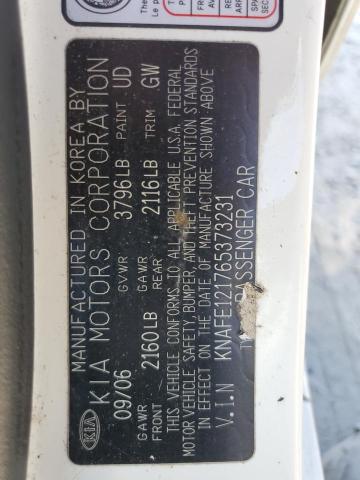 MANUFACTURED IN KOREA BY
KIA KIA MOTORS CORPORATION
09/06 GVWR 3796LB PAINT UD
GAWR 2160LB GAWR REAR 2116LB TRIM GW
THIS VEHICLE CONFORMS TO ALL APPLICABLE U.S.A. FEDERAL
MOTOR VEHICLE SAFETY, BUMPER, AND THEFT PREVENTION STANDARDS
IN EFFECT ON THE DATE OF MANUFACTURE SHOWN ABOVE
V.I.N KNAFE121765373231
PASSENGER CAR